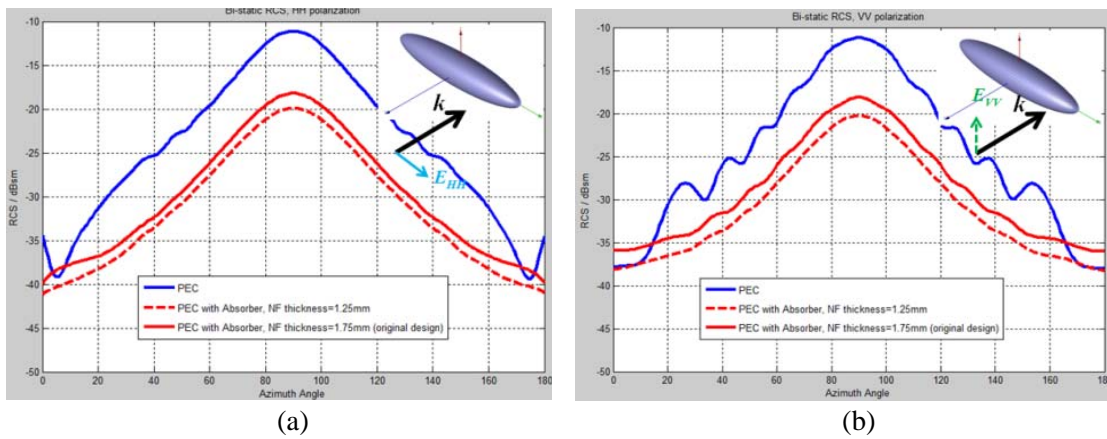 Bi-static RCS, HH polarization
-10
-15
-20
-25
-30
-35
-40
-45
-50
RCS / dBsm
0 20 40 60 80 100 120 140 160 180
Azimuth Angle
k
E_HH
PEC
PEC with Absorber, NF thickness=1.25mm
PEC with Absorber, NF thickness=1.75mm (original design)
(a)
Bi-static RCS, VV polarization
-10
-15
-20
-25
-30
-35
-40
-45
-50
RCS / dBsm
0 20 40 60 80 100 120 140 160 180
Azimuth Angle
E_VV
k
PEC
PEC with Absorber, NF thickness=1.25mm
PEC with Absorber, NF thickness=1.75mm (original design)
(b)